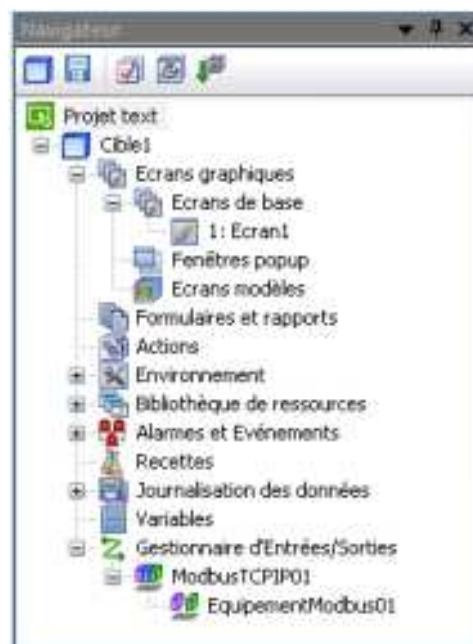 Navigateur
Projet text
Cible1
Ecrans graphiques
Ecrans de base
1: Ecran1
Fenêtres popup
Ecrans modèles
Formulaires et rapports
Actions
Environnement
Bibliothèque de ressources
Alarmes et Evénements
Recettes
Journalisation des données
Variables
Gestionnaire d'Entrées/Sorties
ModbusTCPIP01
EquipementModbus01